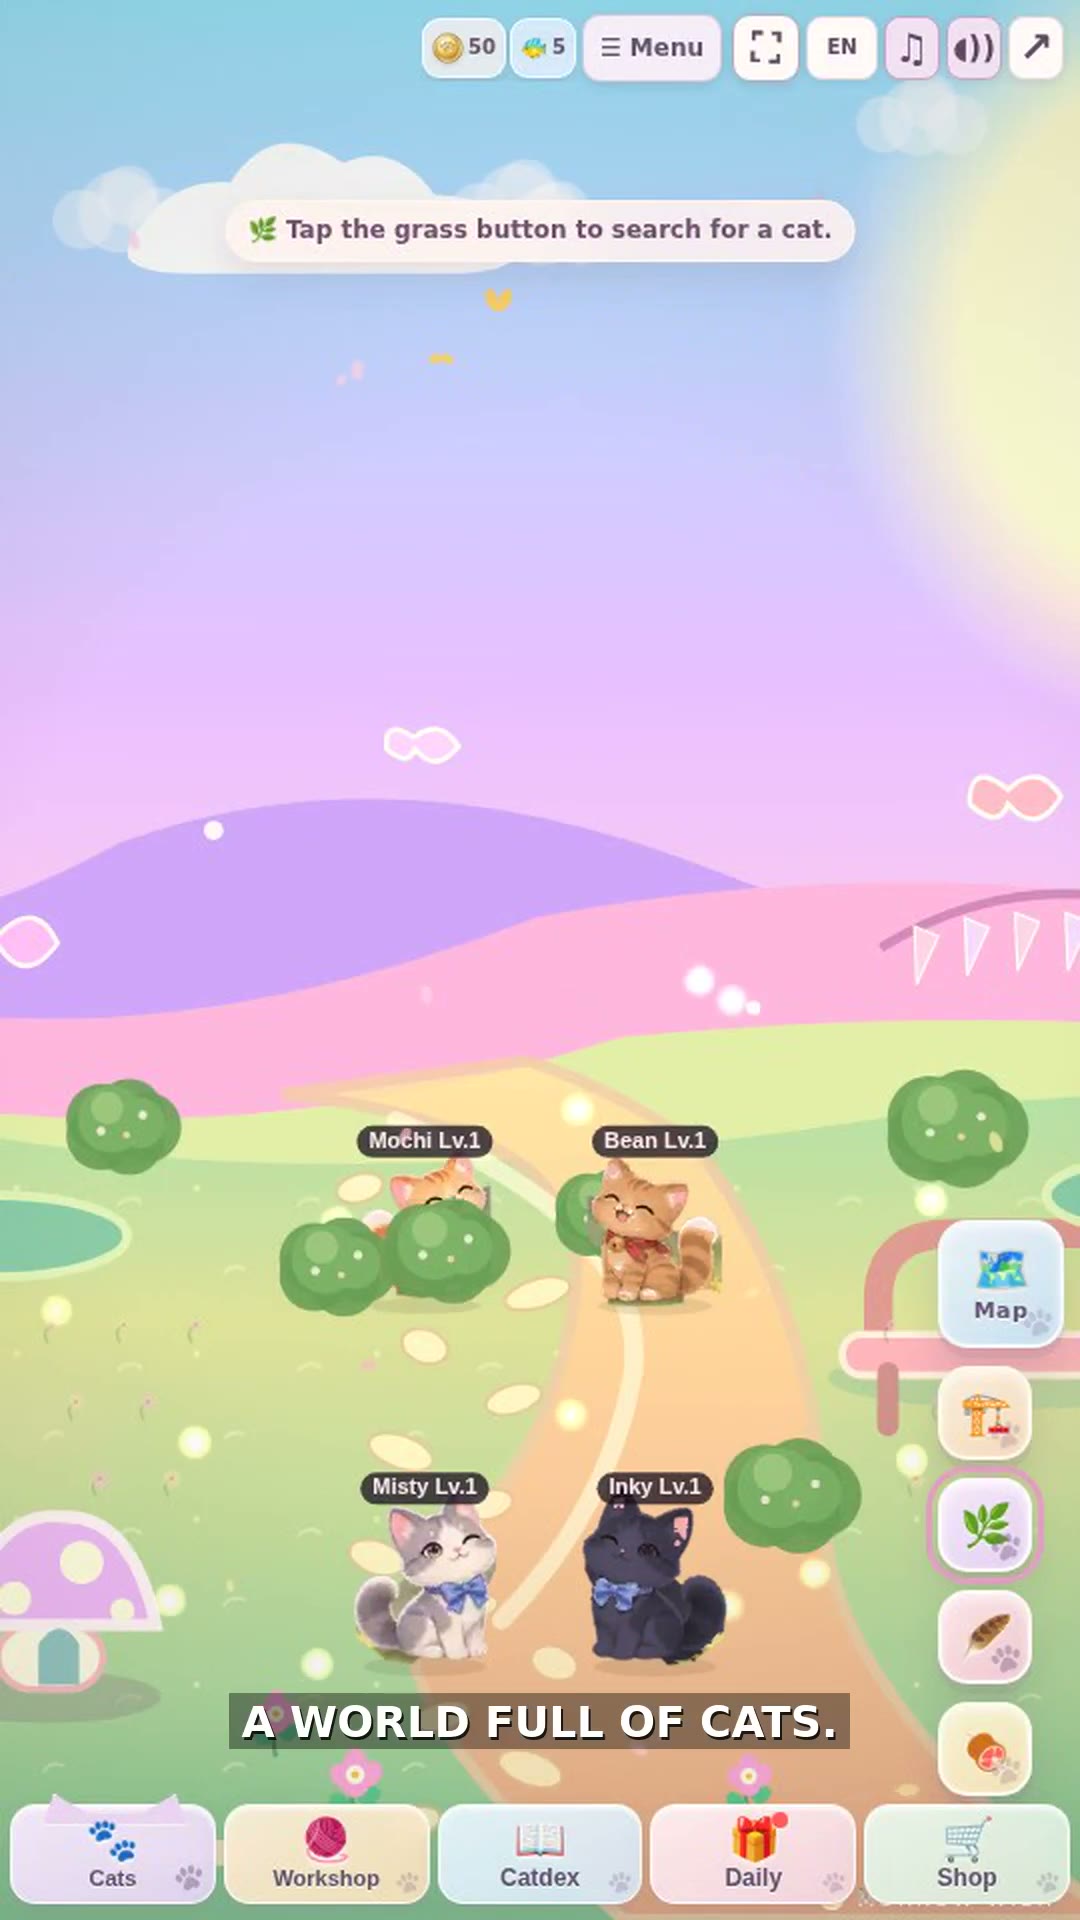 50
5
☰ Menu
EN
Tap the grass button to search for a cat.
Mochi Lv.1
Bean Lv.1
Map
Misty Lv.1
Inky Lv.1
A WORLD FULL OF CATS.
Cats
Workshop
Catdex
Daily
Shop